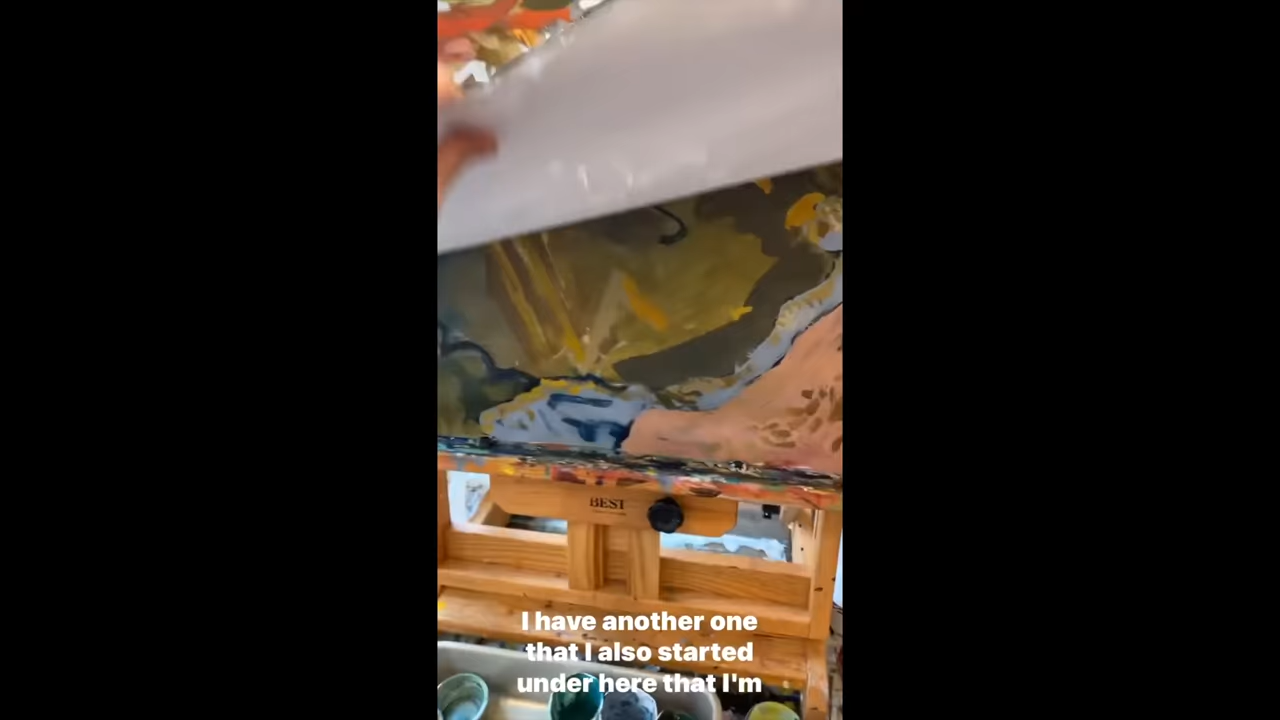 BEST
I have another one
that I also started
under here that I'm